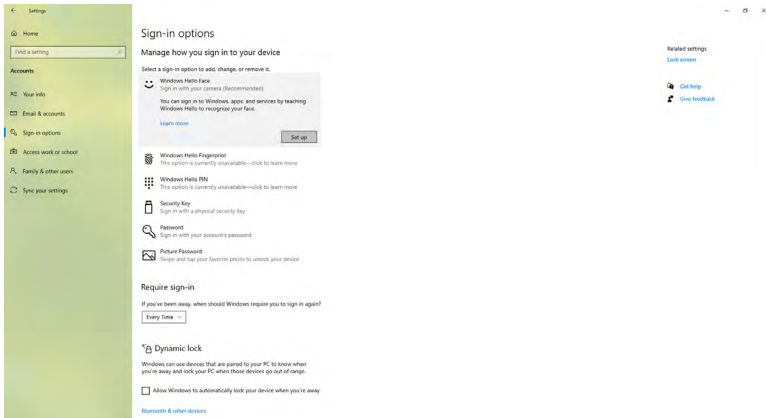 Settings
Home
Find a setting
Accounts
Your info
Email & accounts
Sign-in options
Access work or school
Family & other users
Sync your settings
Sign-in options
Manage how you sign in to your device
Select a sign-in option to add, change, or remove it.
Windows Hello Face
Sign in with your camera (Recommended)
You can sign in to Windows, apps, and services by teaching
Windows Hello to recognize your face.
Learn more
Set up
Windows Hello Fingerprint
This option is currently unavailable—click to learn more
Windows Hello PIN
This option is currently unavailable—click to learn more
Security Key
Sign in with a physical security key
Password
Sign in with your account's password
Picture Password
Swipe and tap your favorite photo to unlock your device
Require sign-in
If you've been away, when should Windows require you to sign in again?
Every Time
Dynamic lock
Windows can use devices that are paired to your PC to know when
you're away and lock your PC when those devices go out of range.
Allow Windows to automatically lock your device when you're away
Bluetooth & other devices
Related settings
Lock screen
Get help
Give feedback